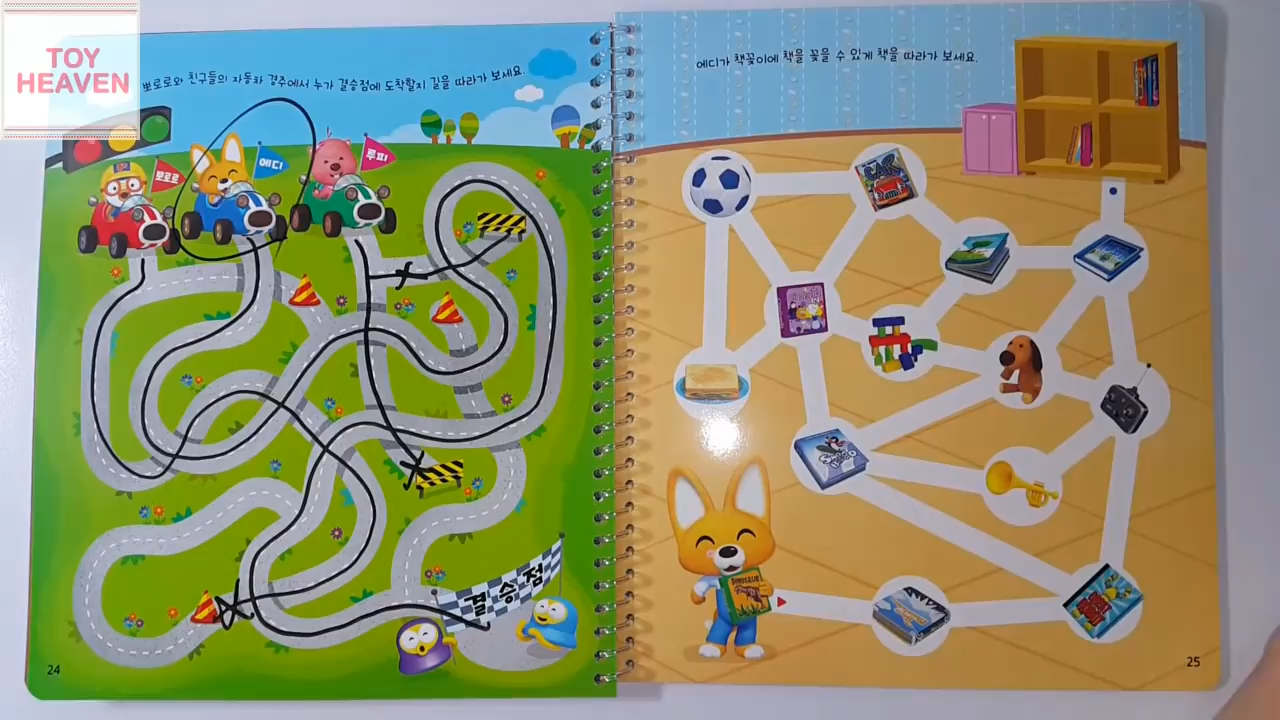 TOY
HEAVEN
뽀로로와 친구들의 자동차 경주에서 누가 결승점에 도착할지 길을 따라가 보세요.
뽀로로
에디
루피
결승점
24
에디가 책꽂이에 책을 꽂을 수 있게 책을 따라가 보세요.
CAR
DINOSAUR
25